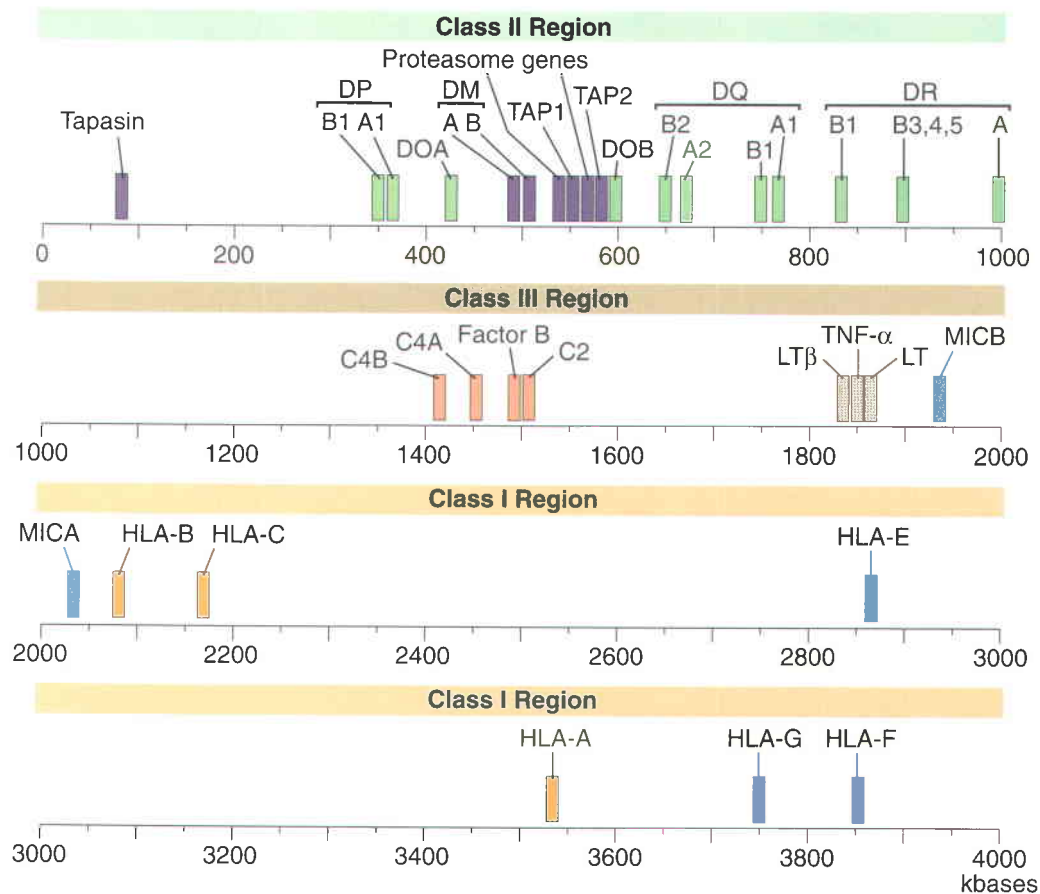 Class II Region
Proteasome genes
DP DM TAP1 TAP2 DQ DR
Tapasin B1 A1 A B B2 A1 B1 B3,4,5 A
DOA DOB A2 B1
0 200 400 600 800 1000
Class III Region
C4B C4A Factor B C2 LTβ TNF-α LT MICB
1000 1200 1400 1600 1800 2000
Class I Region
MICA HLA-B HLA-C HLA-E
2000 2200 2400 2600 2800 3000
Class I Region
HLA-A HLA-G HLA-F
3000 3200 3400 3600 3800 4000
kbases